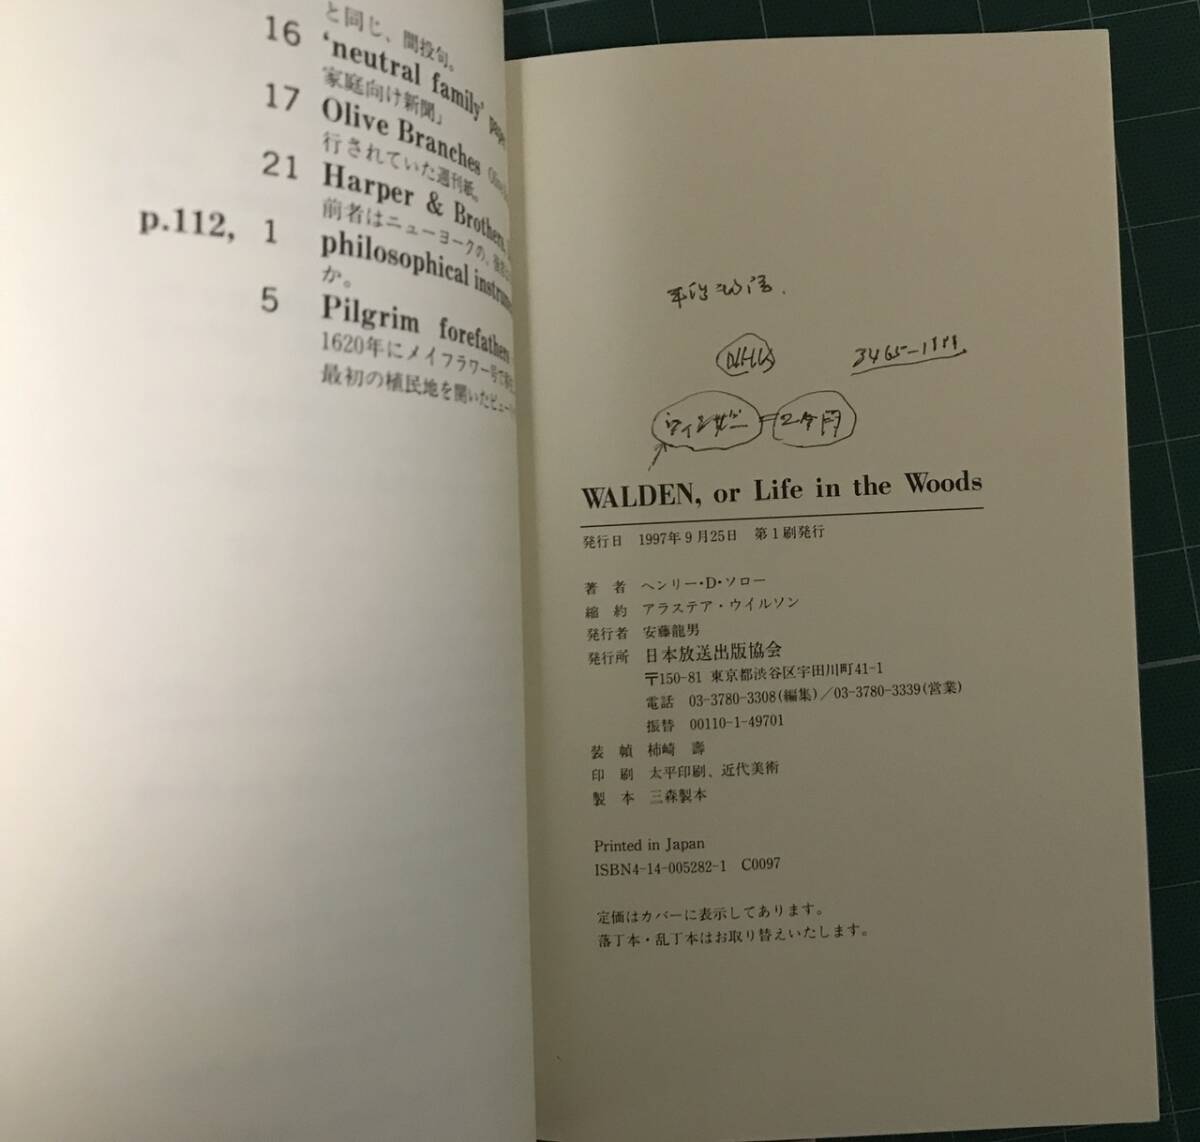 と同じ、間投句。
16 'neutral family'
家庭向け新聞」
17 Olive Branches
行されていた週刊紙。
21 Harper & Brothers,
前者はニューヨークの、
p.112, 1 philosophical
か。
5 Pilgrim forefathers
1620年にメイフラワー号で
最初の植民地を開いたピュー
3465-1111
WALDEN, or Life in the Woods
発行日 1997年9月25日 第1刷発行
著者 ヘンリー・D・ソロー
縮約 アラステア・ウイルソン
発行者 安藤龍男
発行所 日本放送出版協会
〒150-81 東京都渋谷区宇田川町41-1
電話 03-3780-3308(編集)／03-3780-3339(営業)
振替 00110-1-49701
装幀 柿崎 壽
印刷 太平印刷、近代美術
製本 三森製本
Printed in Japan
ISBN4-14-005282-1 C0097
定価はカバーに表示してあります。
落丁本・乱丁本はお取り替えいたします。